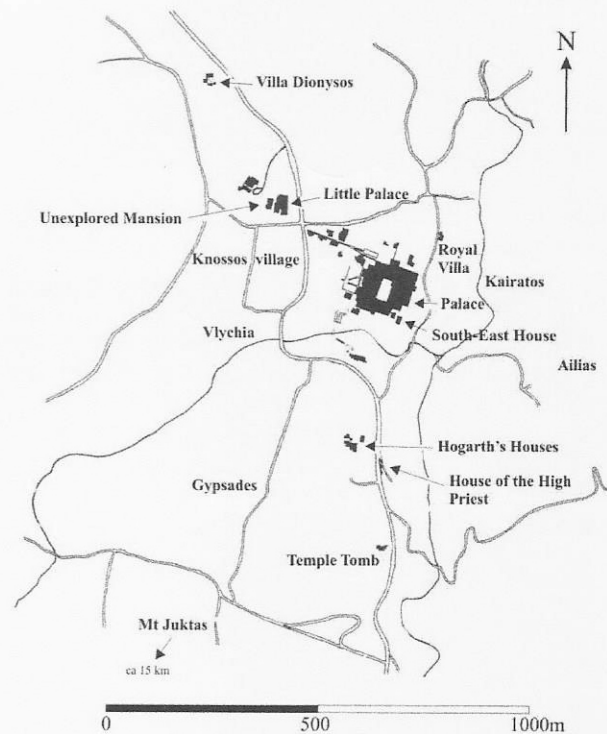 N
Villa Dionysos
Little Palace
Unexplored Mansion
Knossos village
Royal
Villa
Kairatos
Palace
Vlychia
South-East House
Ailias
Hogarth's Houses
Gypsades
House of the High
Priest
Temple Tomb
Mt Juktas
ca 15 km
0
500
1000m